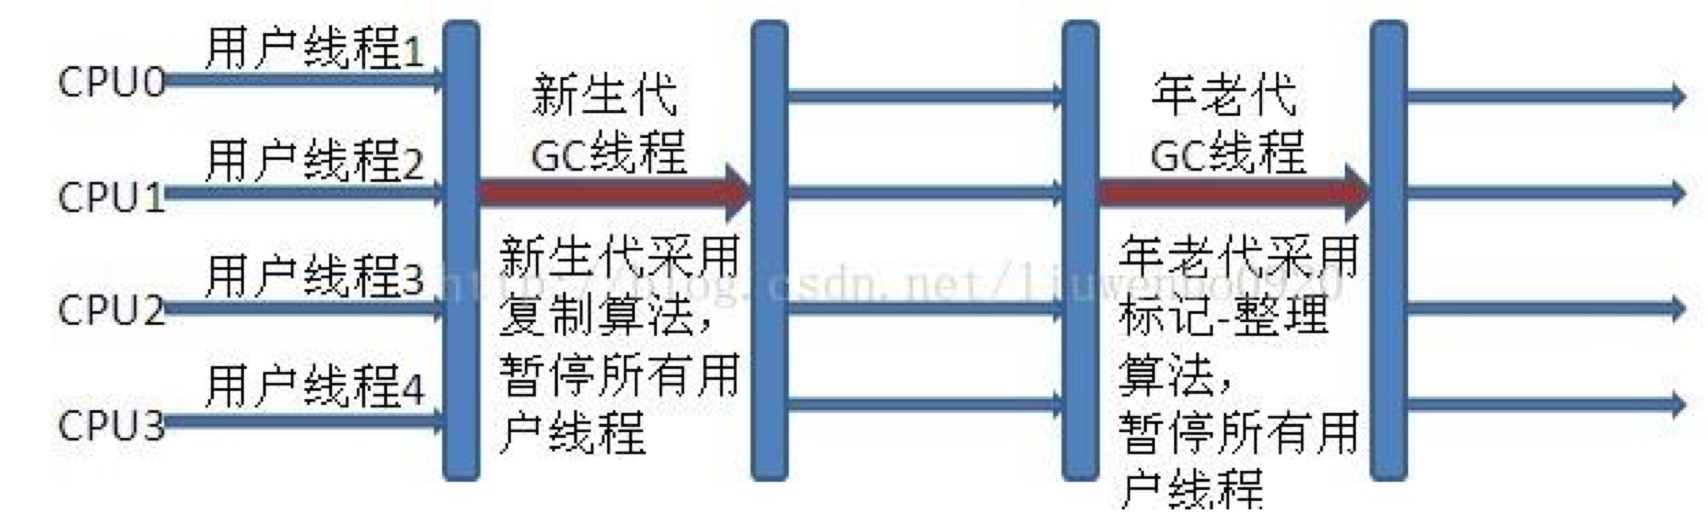 用户线程1
CPU0
用户线程2
CPU1
用户线程3
CPU2
用户线程4
CPU3
新生代
GC线程
新生代采用
复制算法，
暂停所有用
户线程
年老代
GC线程
年老代采用
标记-整理
算法，
暂停所有用
户线程
http://blog.csdn.net/liuwenbo0920